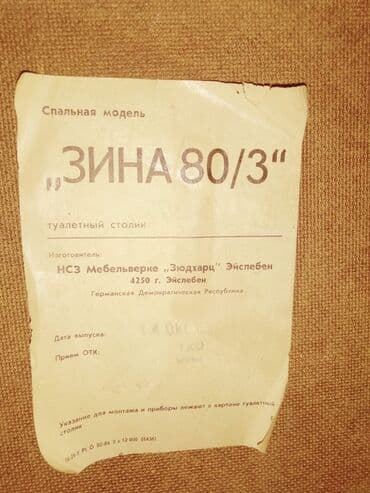 Спальная модель
„ЗИНА 80/3“
туалетный столик
Изготовитель:
НСЗ Мебельверке „Зюдхарц" Эйслебен
4250 г. Эйслебен
Германская Демократическая Республика
Дата выпуска:
Прием ОТК:
Указание для монтажа и приборы лежают в картоне туалетный
столик